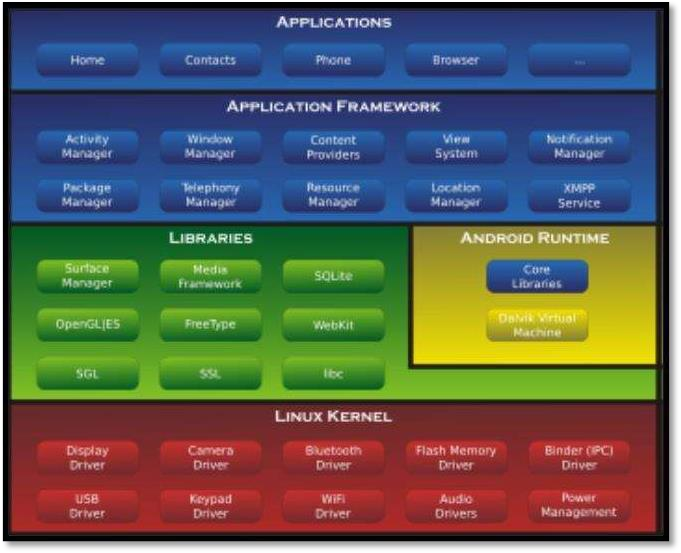 APPLICATIONS
Home
Contacts
Phone
Browser
...
APPLICATION FRAMEWORK
Activity
Manager
Window
Manager
Content
Providers
View
System
Notification
Manager
Package
Manager
Telephony
Manager
Resource
Manager
Location
Manager
XMPP
Service
LIBRARIES
Surface
Manager
Media
Framework
SQLite
OpenGL|ES
FreeType
WebKit
SGL
SSL
libc
ANDROID RUNTIME
Core
Libraries
Dalvik Virtual
Machine
LINUX KERNEL
Display
Driver
Camera
Driver
Bluetooth
Driver
Flash Memory
Driver
Binder (IPC)
Driver
USB
Driver
Keypad
Driver
WiFi
Driver
Audio
Drivers
Power
Management